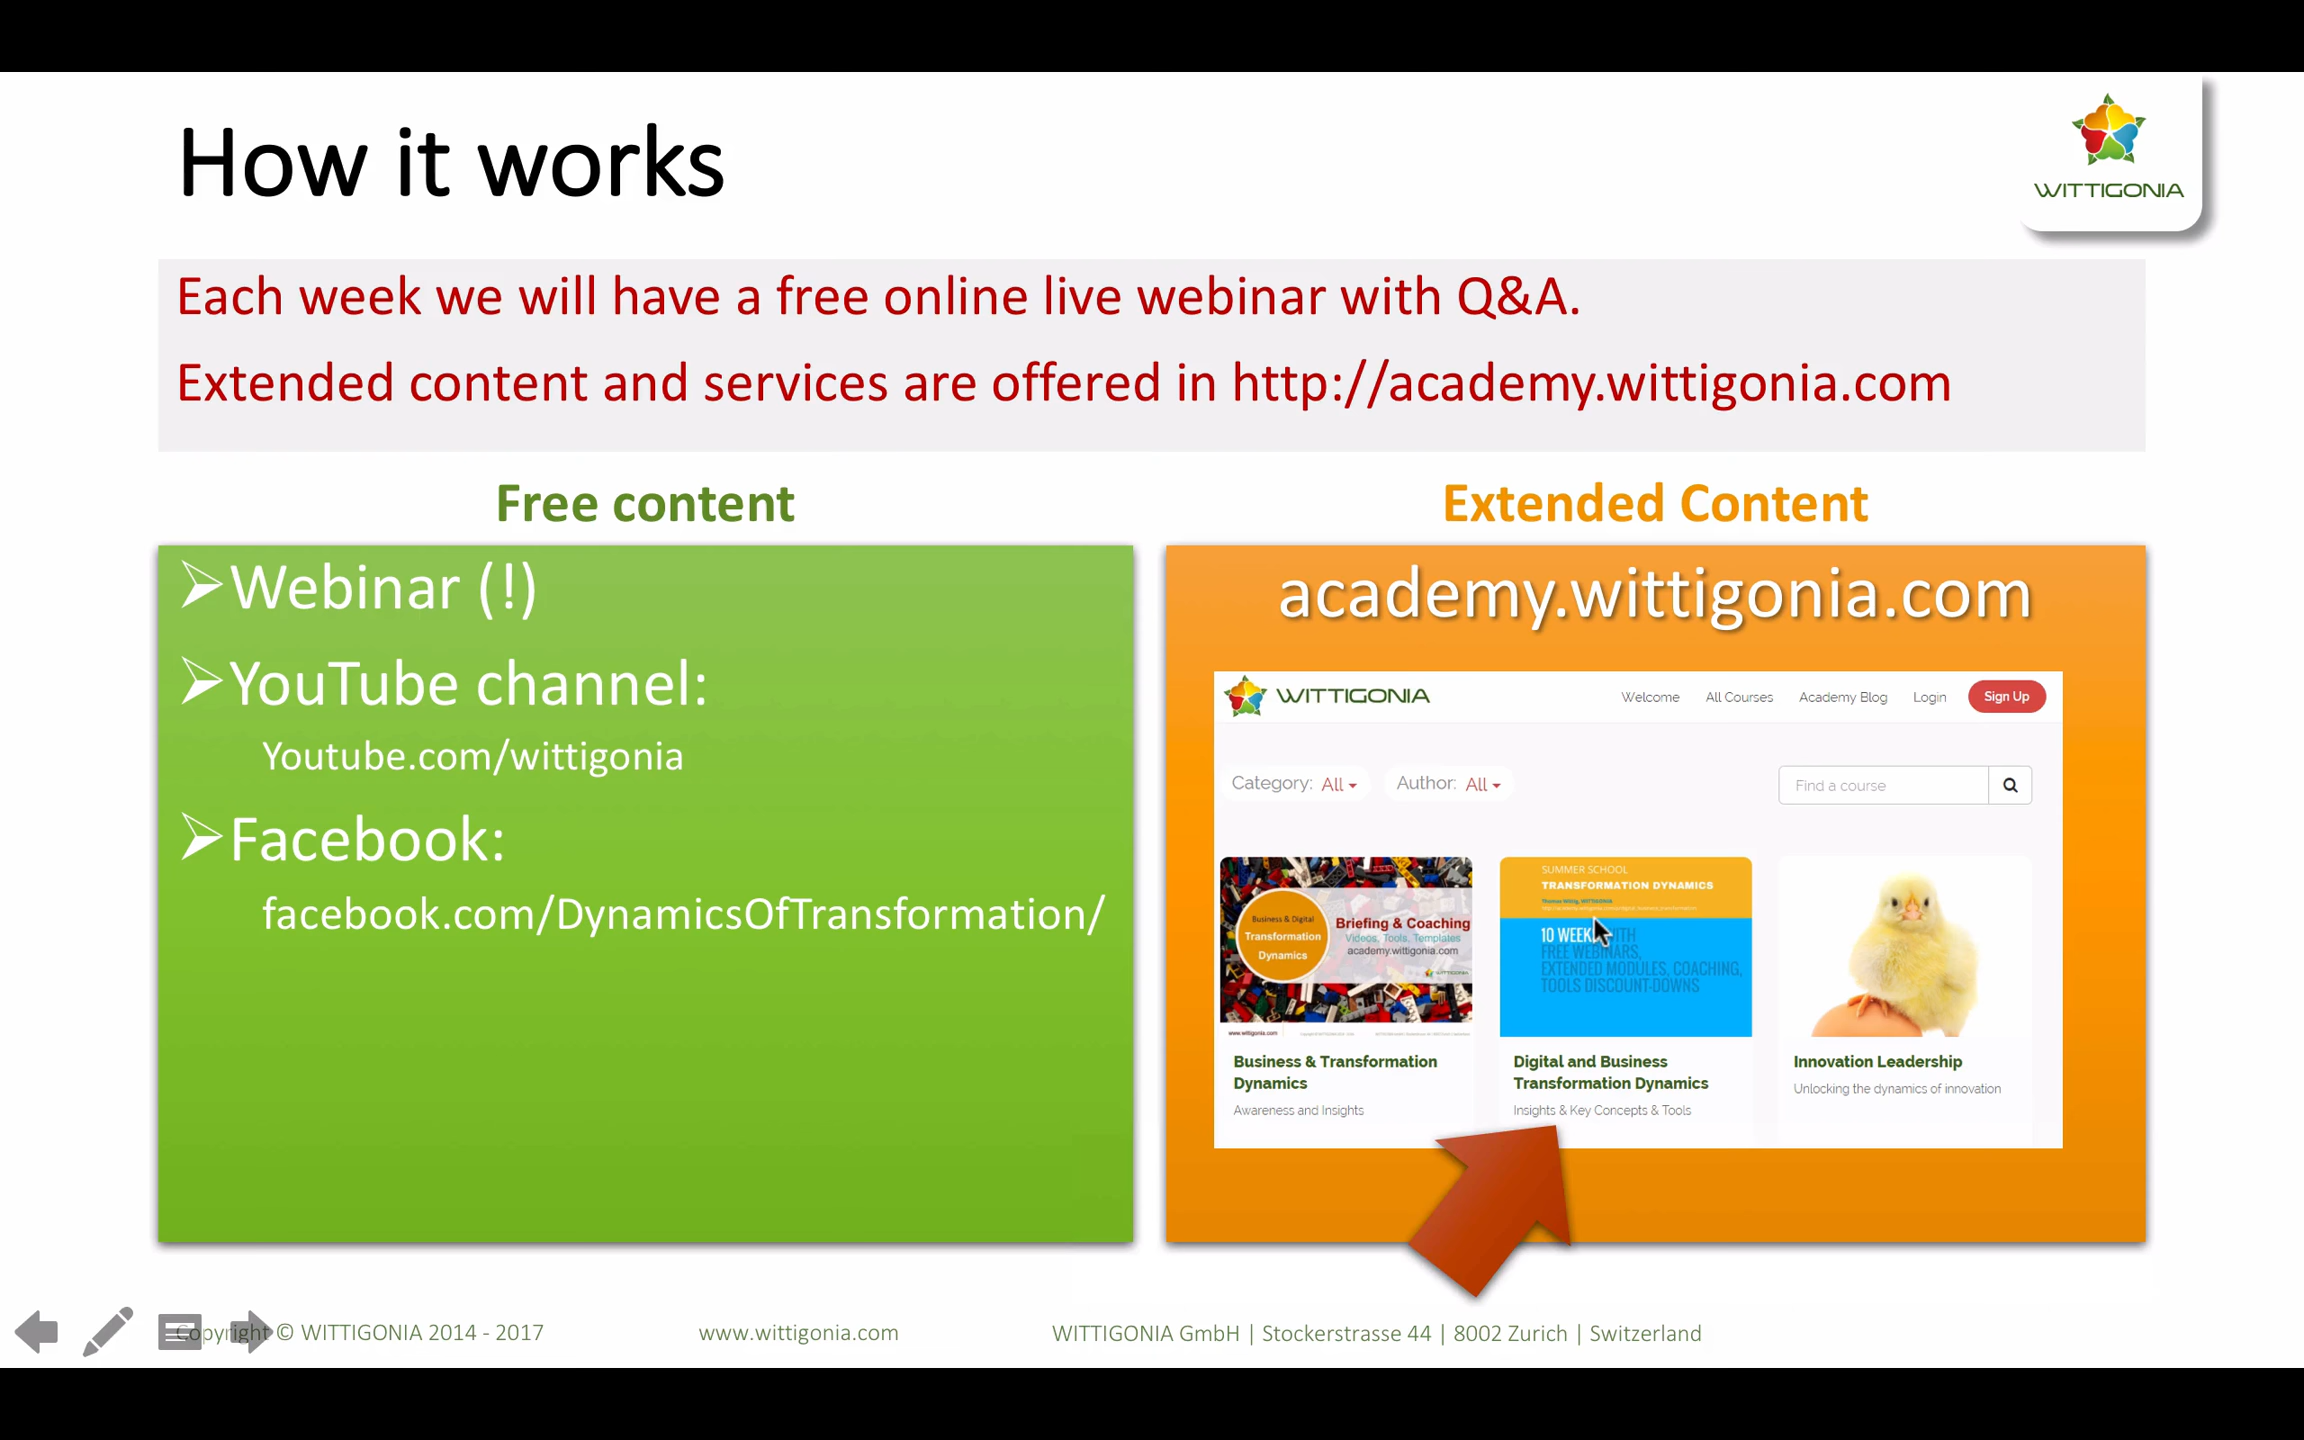 How it works
WITTIGONIA
Each week we will have a free online live webinar with Q&A.
Extended content and services are offered in http://academy.wittigonia.com
Free content
➢Webinar (!)
➢YouTube channel:
Youtube.com/wittigonia
➢Facebook:
facebook.com/DynamicsOfTransformation/
Extended Content
academy.wittigonia.com
WITTIGONIA
Welcome All Courses Academy Blog Login Sign Up
Category: All Author: All Find a course
Business & Digital
Transformation
Dynamics
Briefing & Coaching
Videos, Tools, Templates
academy.wittigonia.com
WITTIGONIA
www.wittigonia.com
SUMMER SCHOOL
TRANSFORMATION DYNAMICS
Thomas Wittig, WITTIGONIA
10 WEEKS WITH
FREE WEBINARS,
EXTENDED MODULES, COACHING,
TOOLS DISCOUNT-DOWNS
Business & Transformation
Dynamics
Awareness and Insights
Digital and Business
Transformation Dynamics
Insights & Key Concepts & Tools
Innovation Leadership
Unlocking the dynamics of innovation
Copyright © WITTIGONIA 2014 - 2017
www.wittigonia.com
WITTIGONIA GmbH | Stockerstrasse 44 | 8002 Zurich | Switzerland